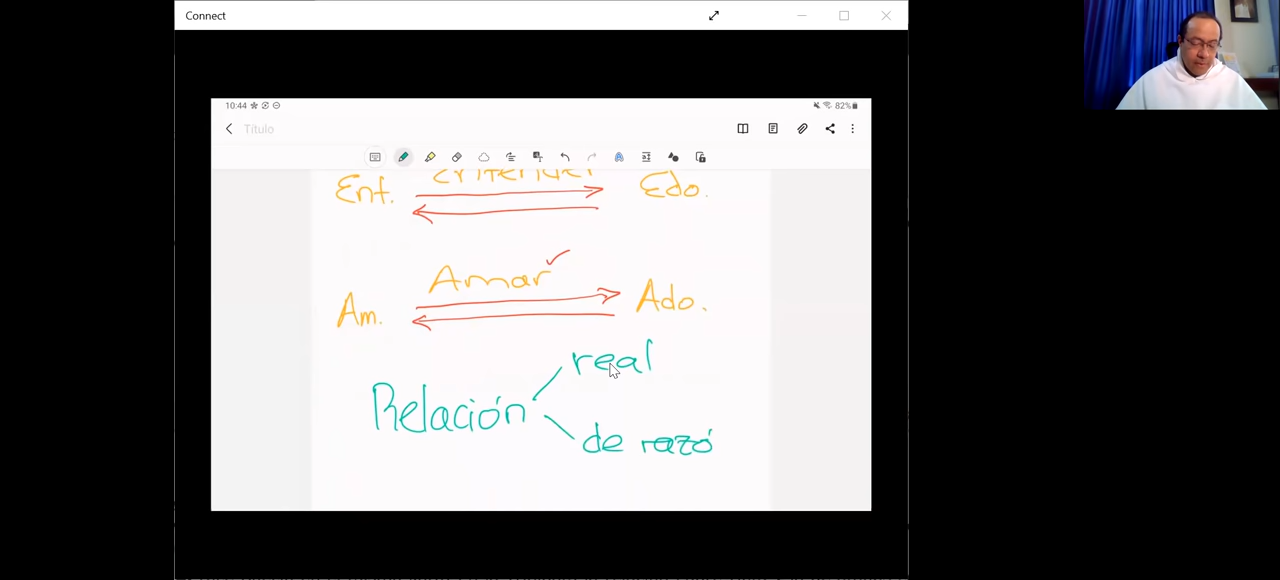 Connect
10:44
82%
Título
Ent. Edo.
Amar
Am. Ado.
real
Relación
de razó